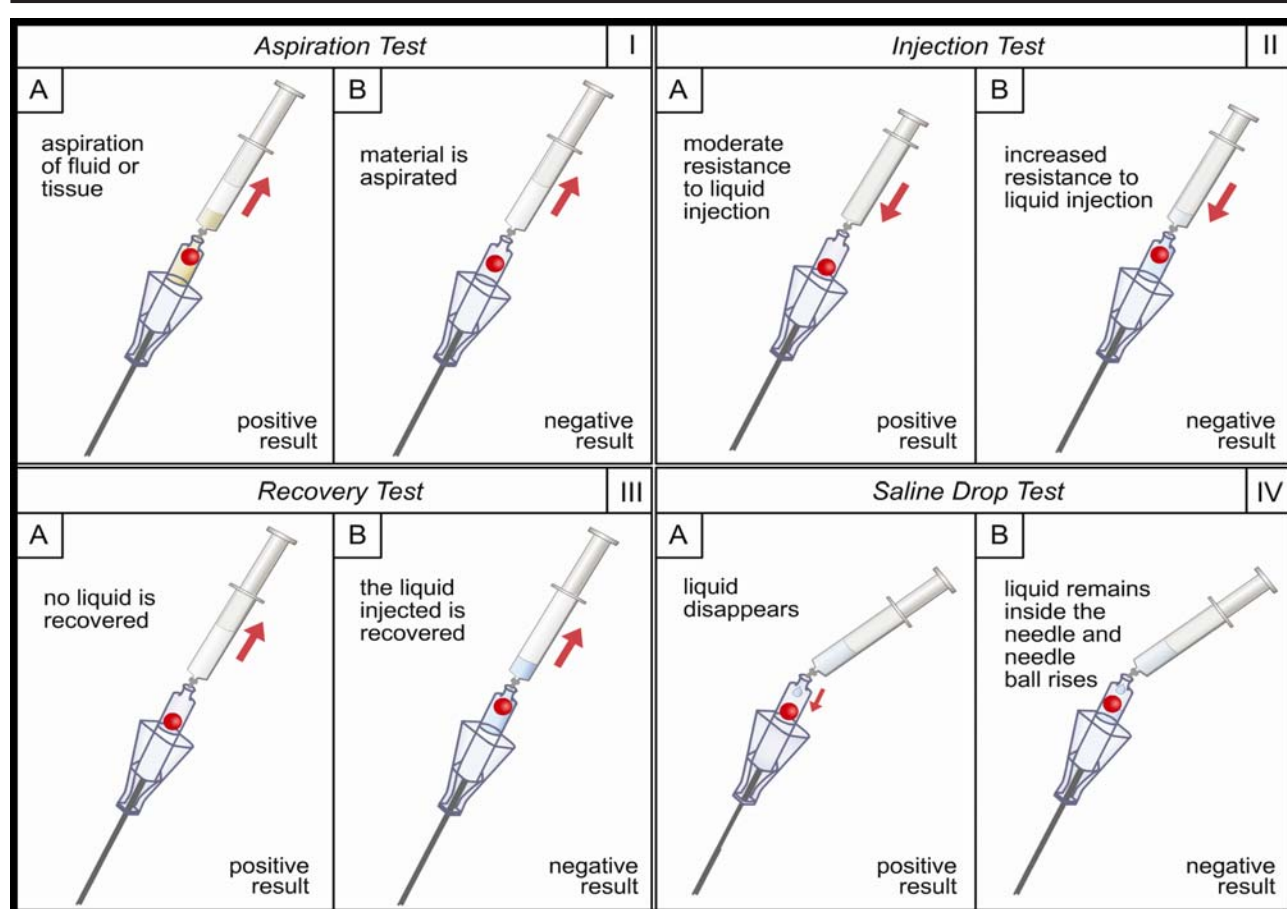 Aspiration Test
I
A
aspiration
of fluid or
tissue
positive
result
B
material is
aspirated
negative
result
Injection Test
II
A
moderate
resistance
to liquid
injection
positive
result
B
increased
resistance to
liquid injection
negative
result
Recovery Test
III
A
no liquid is
recovered
positive
result
B
the liquid
injected is
recovered
negative
result
Saline Drop Test
IV
A
liquid
disappears
positive
result
B
liquid remains
inside the
needle and
needle
ball rises
negative
result